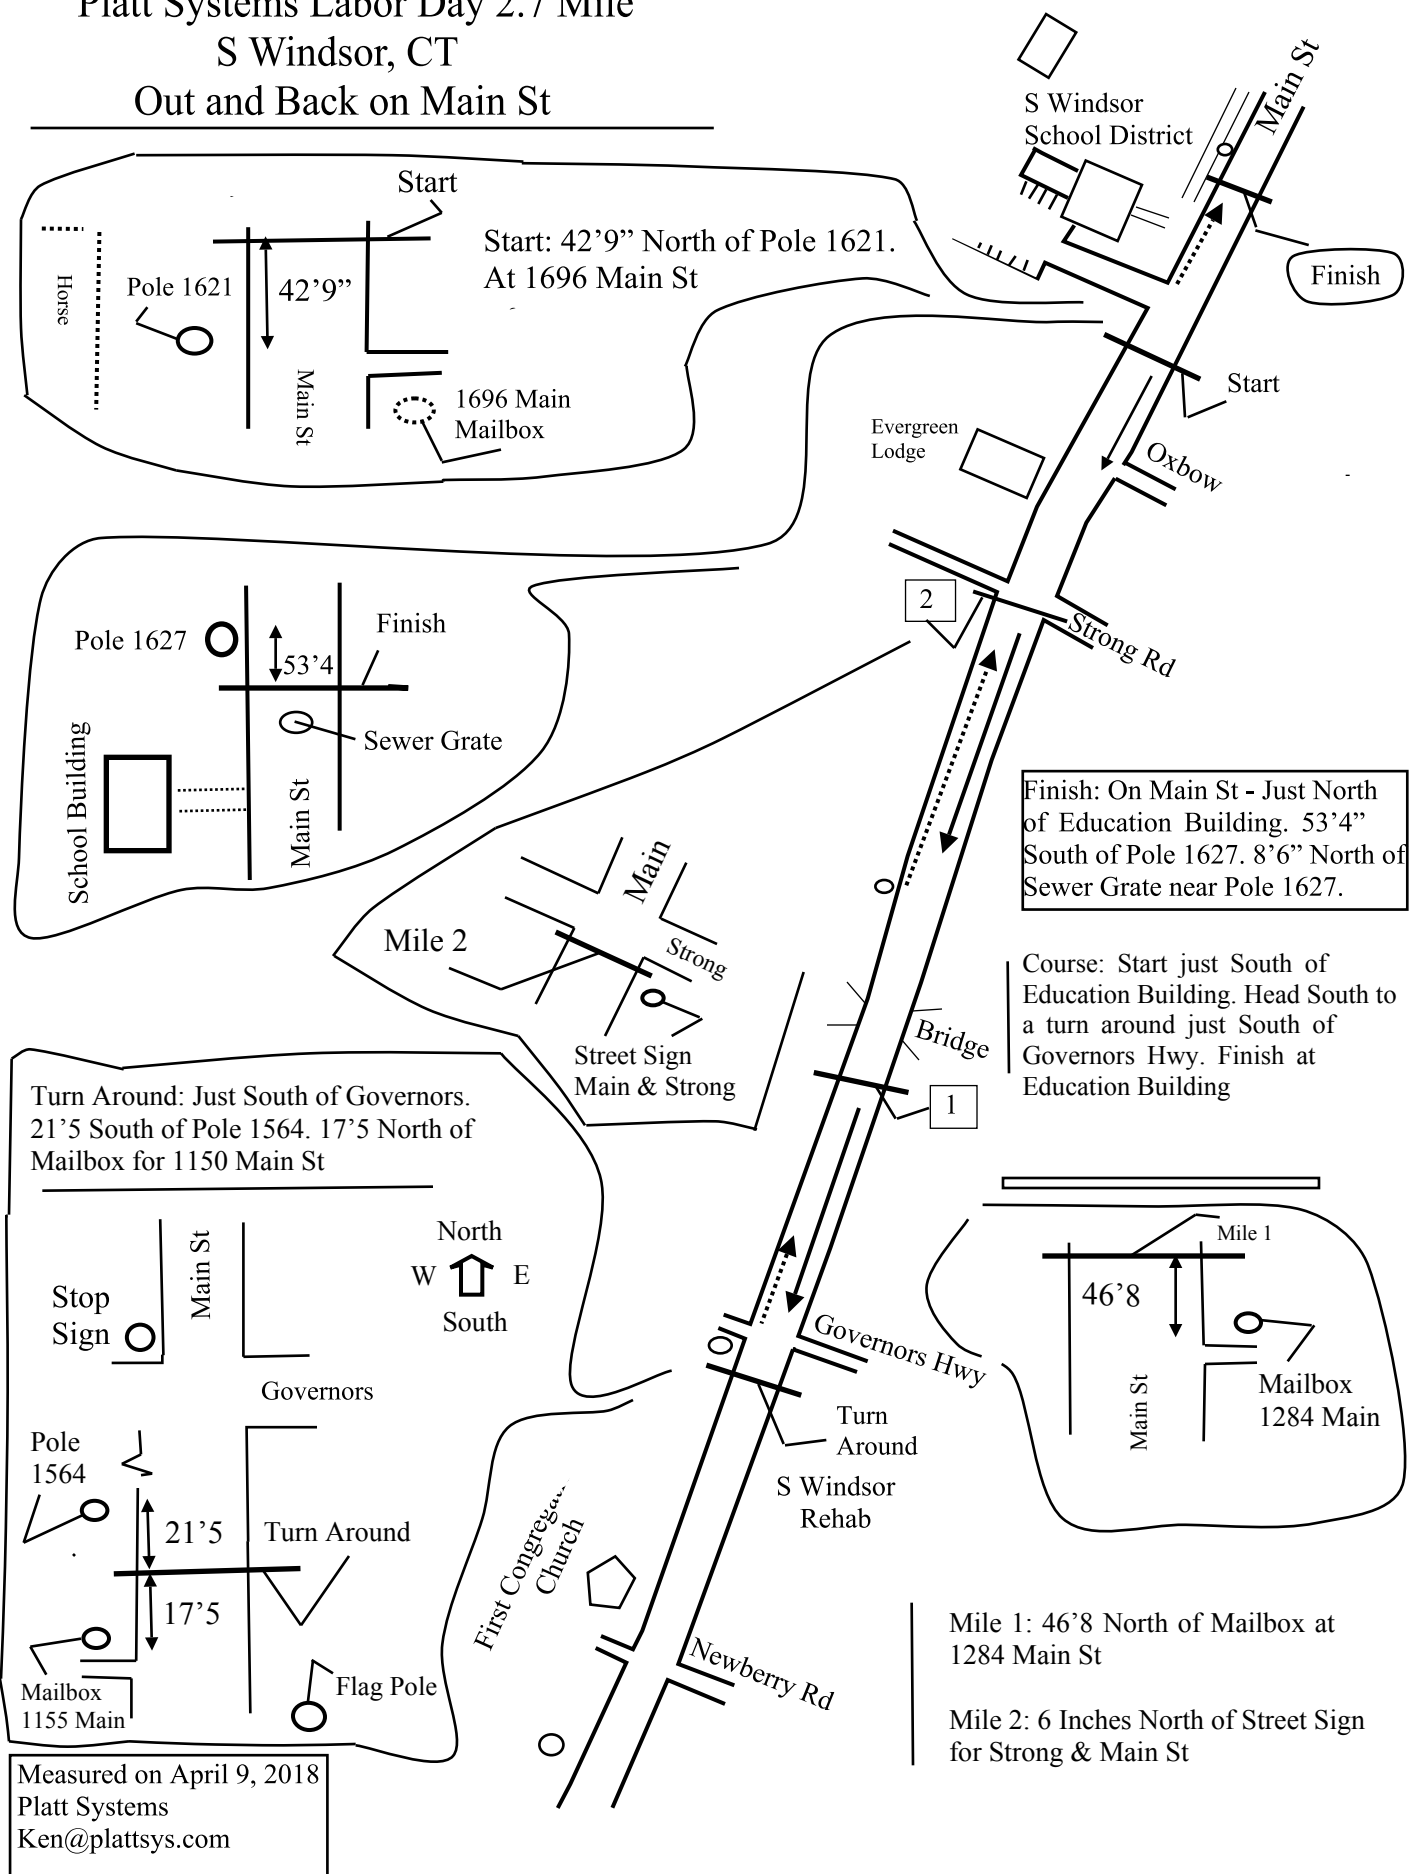 Platt Systems Labor Day 2.7 Mile
S Windsor, CT
Out and Back on Main St
Start
Pole 1621
42’9”
Horse
Main St
1696 Main
Mailbox
Start: 42’9” North of Pole 1621.
At 1696 Main St
S Windsor
School District
Main St
Finish
Start
Evergreen
Lodge
Oxbow
2
Strong Rd
Pole 1627
Finish
53’4
Sewer Grate
School Building
Main St
Finish: On Main St - Just North
of Education Building. 53’4”
South of Pole 1627. 8’6” North of
Sewer Grate near Pole 1627.
Main
Mile 2
Strong
Street Sign
Main & Strong
Course: Start just South of
Education Building. Head South to
a turn around just South of
Governors Hwy. Finish at
Education Building
Bridge
1
Turn Around: Just South of Governors.
21’5 South of Pole 1564. 17’5 North of
Mailbox for 1150 Main St
North
W E
South
Main St
Stop
Sign
Governors
Pole
1564
21’5
Turn Around
17’5
Mailbox
1155 Main
Flag Pole
Governors Hwy
Turn
Around
S Windsor
Rehab
Mile 1
46’8
Main St
Mailbox
1284 Main
First
Church
Newberry Rd
Mile 1: 46’8 North of Mailbox at
1284 Main St
Mile 2: 6 Inches North of Street Sign
for Strong & Main St
Measured on April 9, 2018
Platt Systems
Ken@plattsys.com